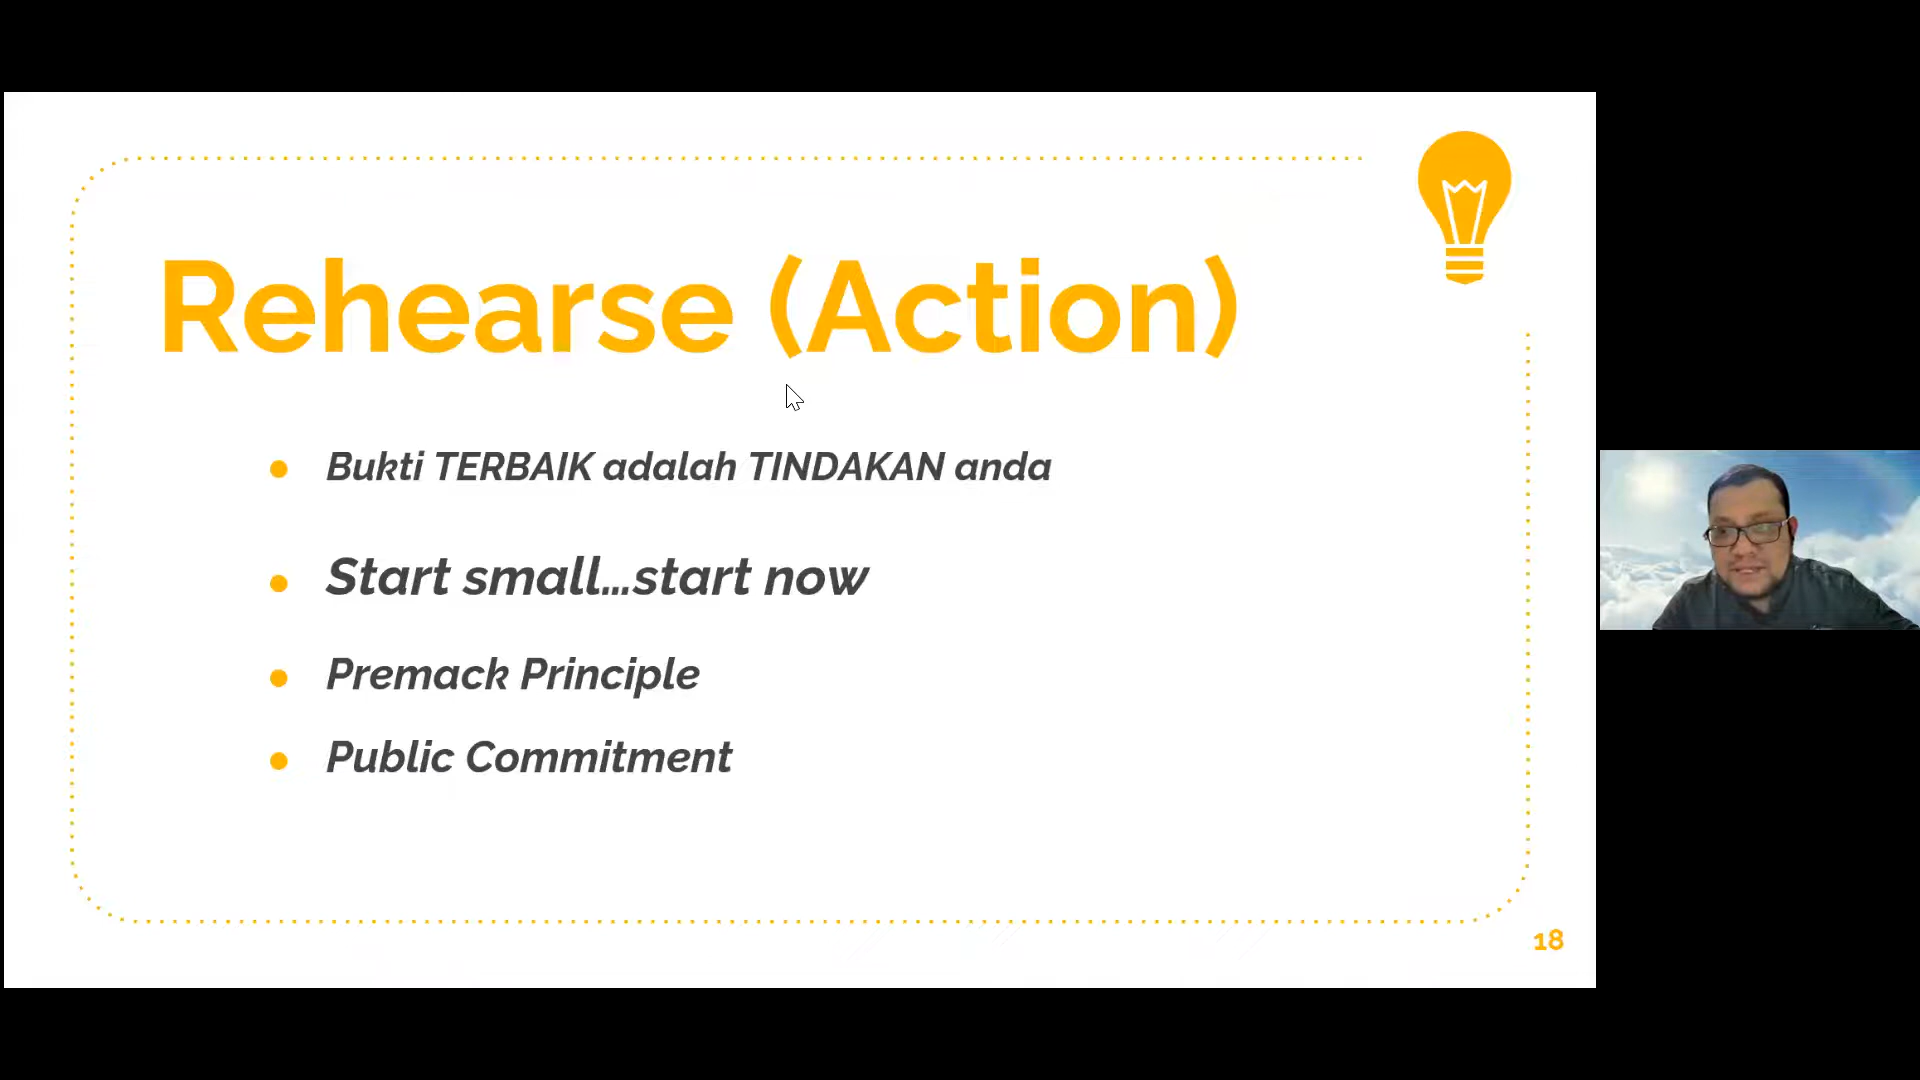 Rehearse (Action)
Bukti TERBAIK adalah TINDAKAN anda
Start small...start now
Premack Principle
Public Commitment
18